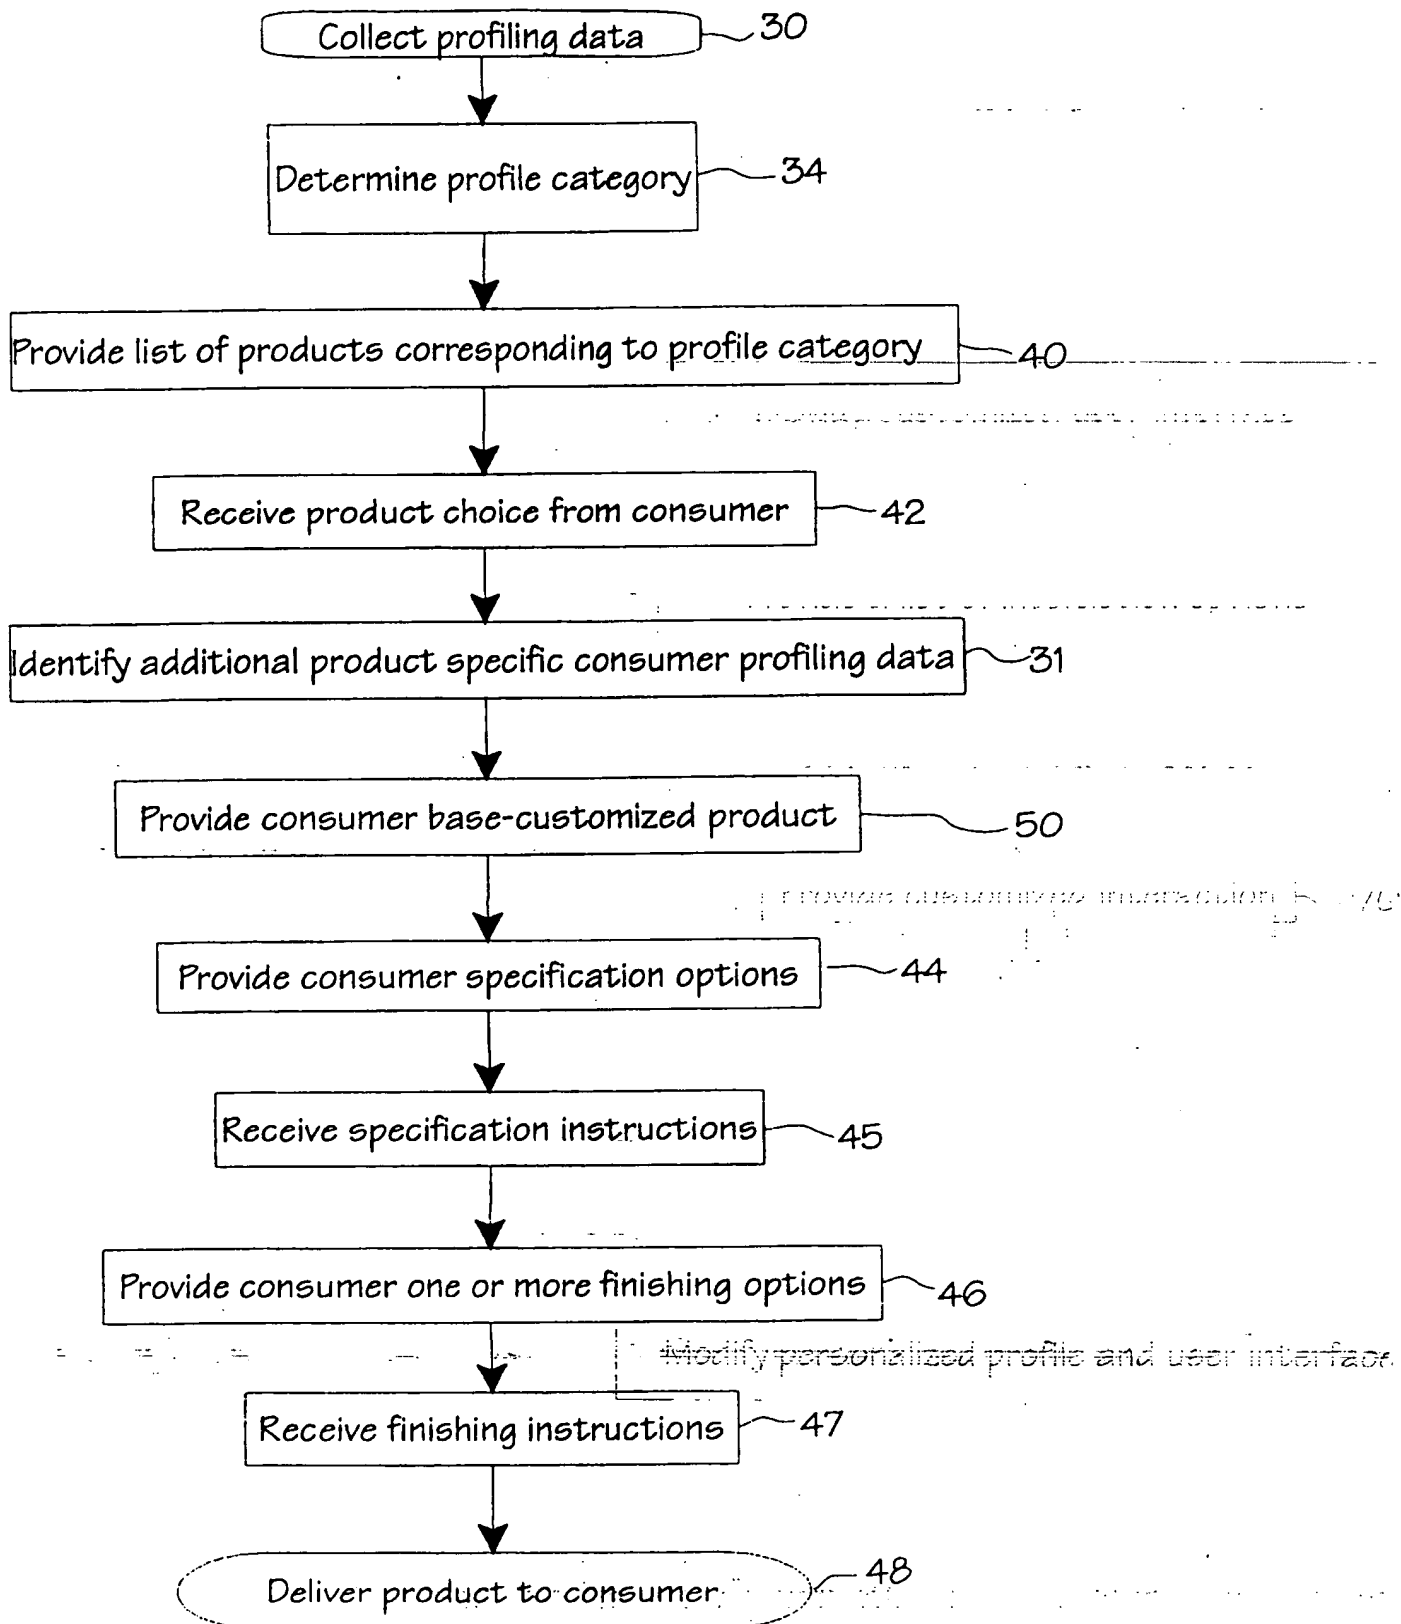 Collect profiling data 30
Determine profile category 34
Provide list of products corresponding to profile category 40
Receive product choice from consumer 42
Identify additional product specific consumer profiling data 31
Provide consumer base-customized product 50
Provide customized interaction
Provide consumer specification options 44
Receive specification instructions 45
Provide consumer one or more finishing options 46
Modify personalized profile and user interface
Receive finishing instructions 47
Deliver product to consumer 48